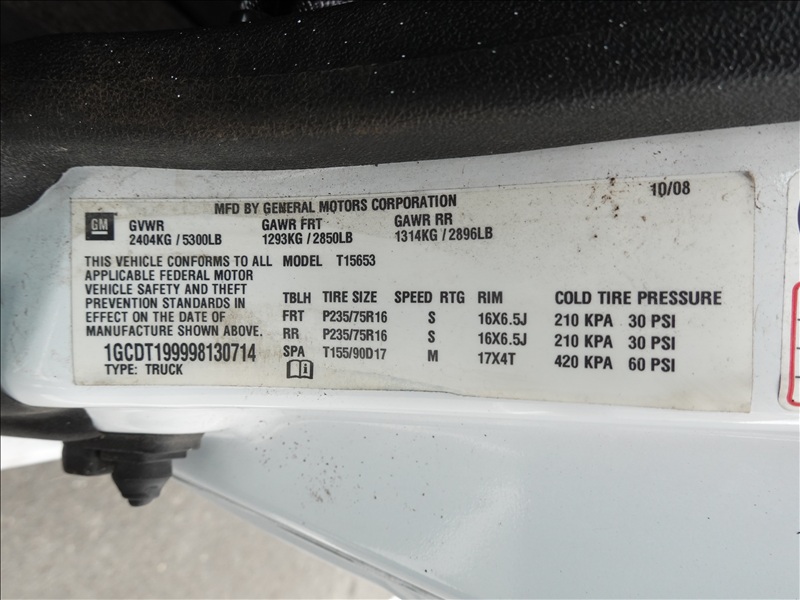 MFD BY GENERAL MOTORS CORPORATION 10/08
GM GVWR GAWR FRT GAWR RR
2404KG / 5300LB 1293KG / 2850LB 1314KG / 2896LB
THIS VEHICLE CONFORMS TO ALL MODEL T15653
APPLICABLE FEDERAL MOTOR
VEHICLE SAFETY AND THEFT
PREVENTION STANDARDS IN TBLH TIRE SIZE SPEED RTG RIM COLD TIRE PRESSURE
EFFECT ON THE DATE OF FRT P235/75R16 S 16X6.5J 210 KPA 30 PSI
MANUFACTURE SHOWN ABOVE. RR P235/75R16 S 16X6.5J 210 KPA 30 PSI
1GCDT199998130714 SPA T155/90D17 M 17X4T 420 KPA 60 PSI
TYPE: TRUCK